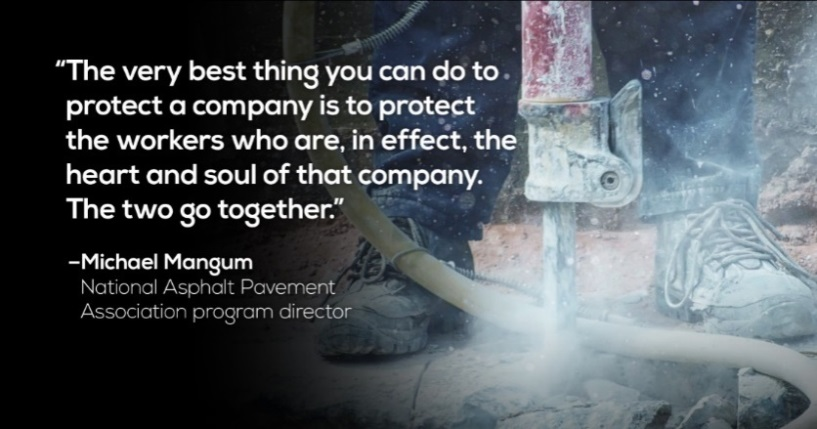 “The very best thing you can do to
protect a company is to protect
the workers who are, in effect, the
heart and soul of that company.
The two go together.”
–Michael Mangum
National Asphalt Pavement
Association program director